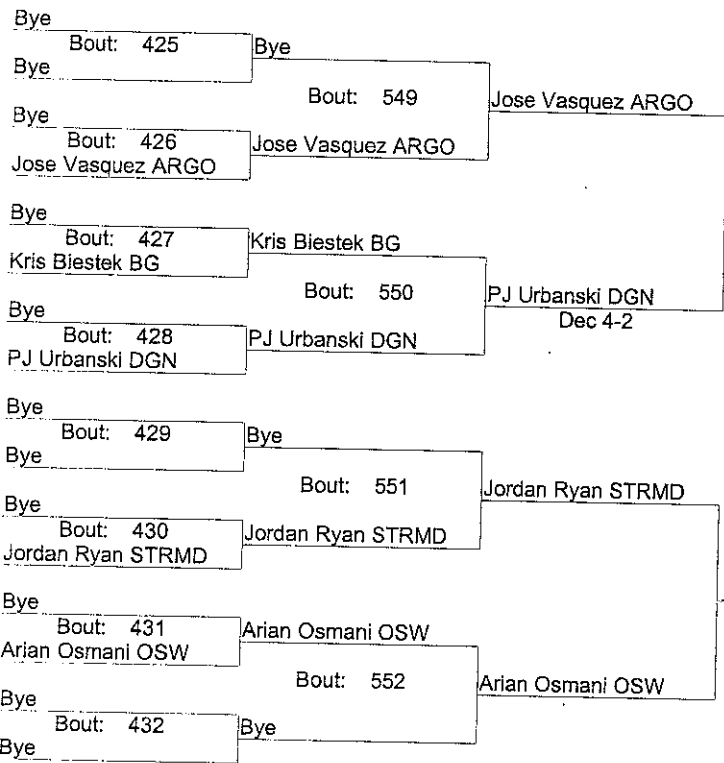 Bye
Bout: 425
Bye
Bye
Bout: 549
Jose Vasquez ARGO
Bye
Bout: 426
Jose Vasquez ARGO
Jose Vasquez ARGO
Bye
Bout: 427
Kris Biestek BG
Kris Biestek BG
Bout: 550
PJ Urbanski DGN
Dec 4-2
Bye
Bout: 428
PJ Urbanski DGN
PJ Urbanski DGN
Bye
Bout: 429
Bye
Bye
Bout: 551
Jordan Ryan STRMD
Bye
Bout: 430
Jordan Ryan STRMD
Jordan Ryan STRMD
Bye
Bout: 431
Arian Osmani OSW
Arian Osmani OSW
Bout: 552
Arian Osmani OSW
Bye
Bout: 432
Bye
Bye